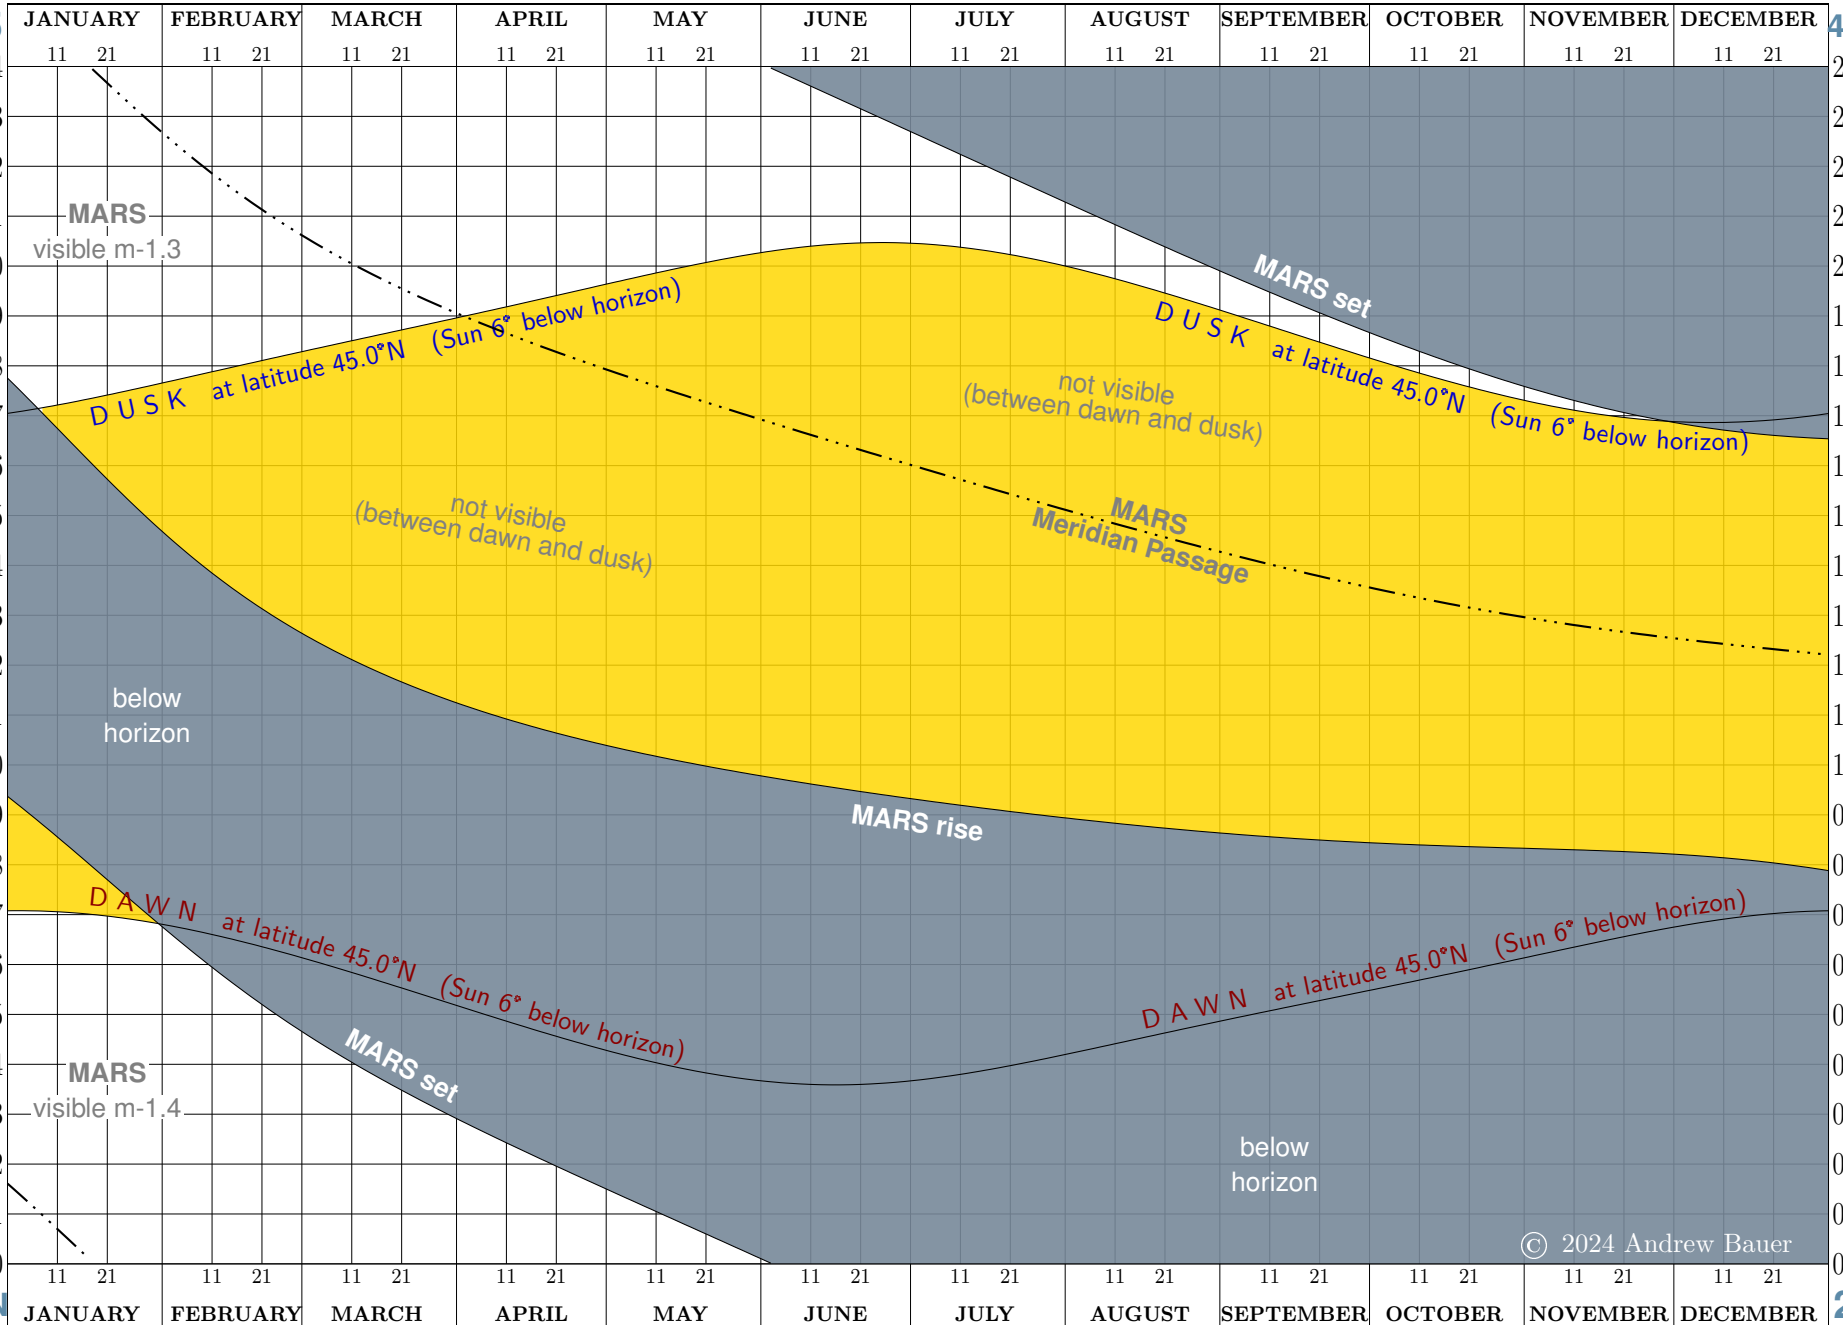 JANUARY FEBRUARY MARCH APRIL MAY JUNE JULY AUGUST SEPTEMBER OCTOBER NOVEMBER DECEMBER 4
11 21 11 21 11 21 11 21 11 21 11 21 11 21 11 21 11 21 11 21 11 21 11 21
MARS
visible m-1.3
MARS set
DUSK at latitude 45.0°N (Sun 6° below horizon)
DUSK at latitude 45.0°N (Sun 6° below horizon)
not visible
(between dawn and dusk)
not visible
(between dawn and dusk)
MARS
Meridian Passage
below
horizon
MARS rise
DAWN at latitude 45.0°N (Sun 6° below horizon)
DAWN at latitude 45.0°N (Sun 6° below horizon)
MARS set
MARS
visible m-1.4
below
horizon
© 2024 Andrew Bauer
11 21 11 21 11 21 11 21 11 21 11 21 11 21 11 21 11 21 11 21 11 21 11 21
JANUARY FEBRUARY MARCH APRIL MAY JUNE JULY AUGUST SEPTEMBER OCTOBER NOVEMBER DECEMBER